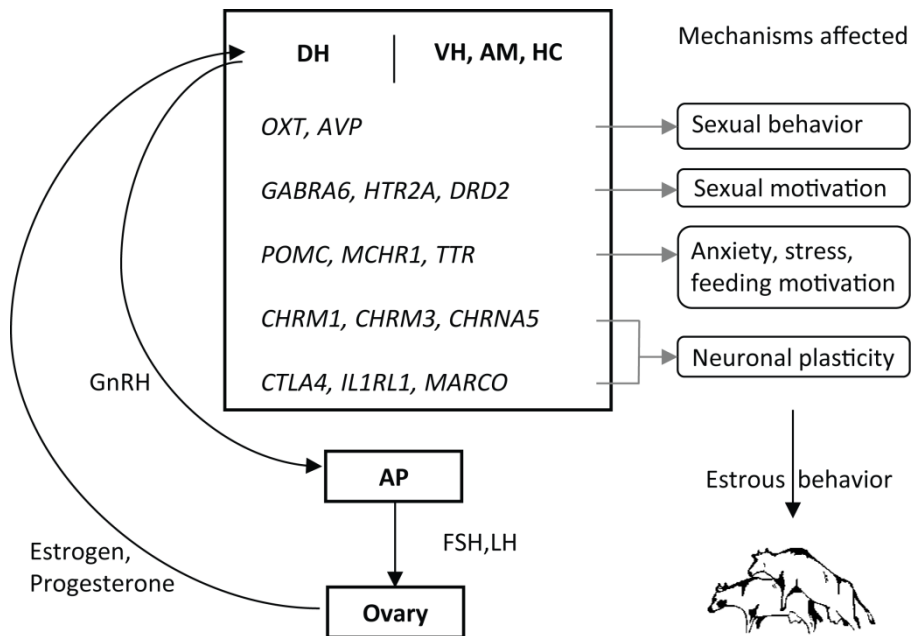 Mechanisms affected
DH
VH, AM, HC
OXT, AVP
Sexual behavior
GABRA6, HTR2A, DRD2
Sexual motivation
POMC, MCHR1, TTR
Anxiety, stress,
feeding motivation
CHRM1, CHRM3, CHRNA5
Neuronal plasticity
CTLA4, IL1RL1, MARCO
GnRH
AP
Estrous behavior
FSH,LH
Estrogen,
Progesterone
Ovary